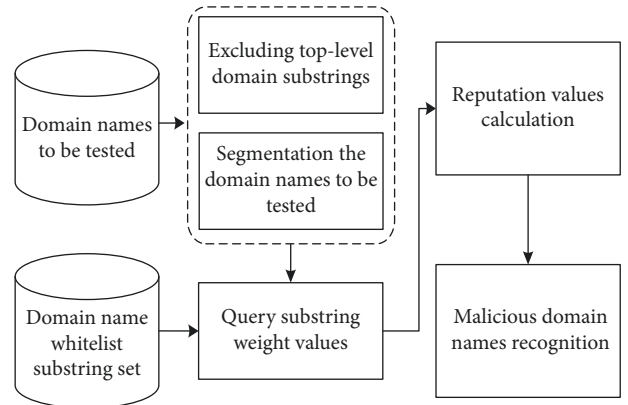 Domain names
to be tested
Excluding top-level
domain substrings
Segmentation the
domain names to be
tested
Reputation values
calculation
Domain name
whitelist
substring set
Query substring
weight values
Malicious domain
names recognition